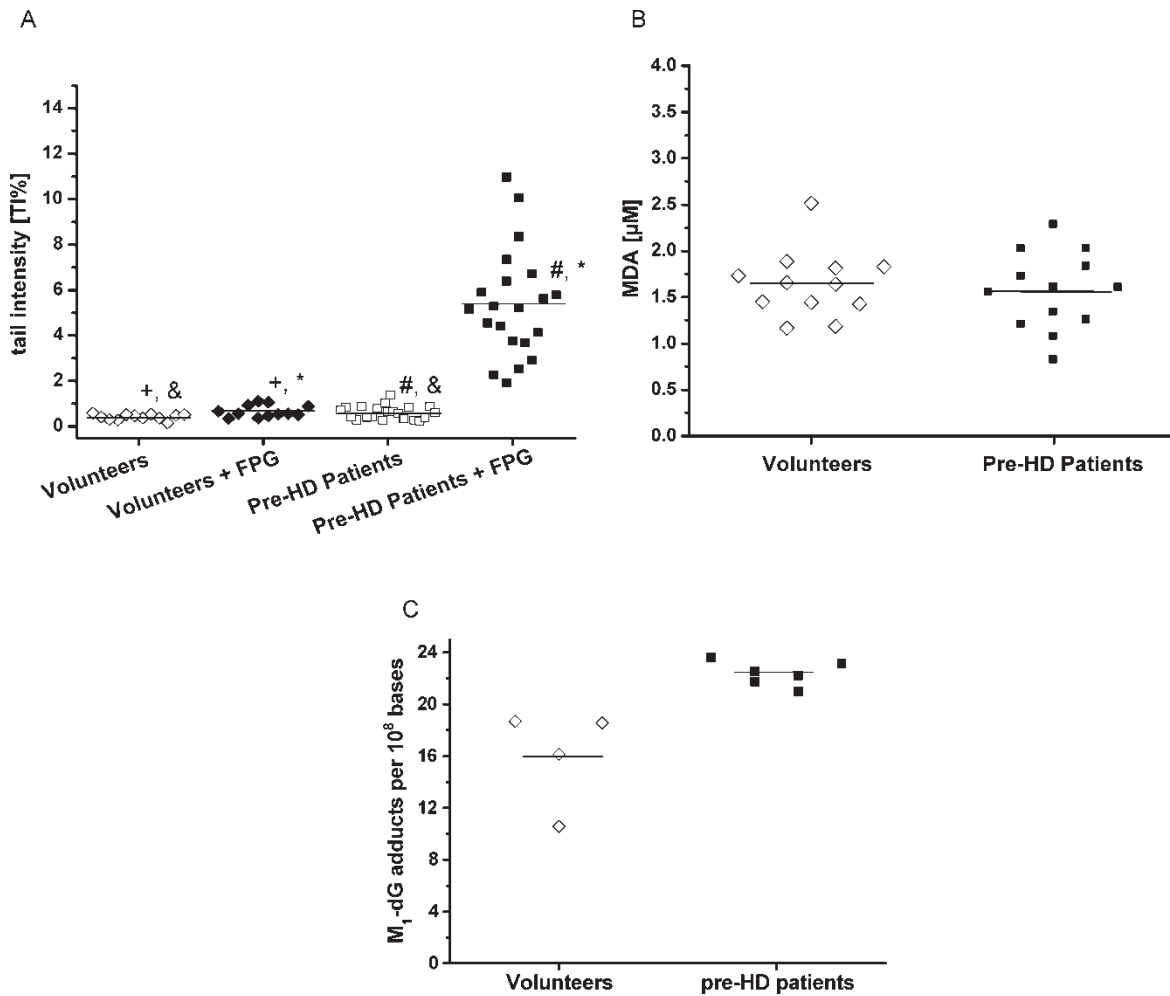 A
tail intensity [TI%]
14
12
10
8
6
4
2
0
+, &
+, *
#, &
#, *
Volunteers
Volunteers + FPG
Pre-HD Patients
Pre-HD Patients + FPG
B
MDA [µM]
4.0
3.5
3.0
2.5
2.0
1.5
1.0
0.5
0.0
Volunteers
Pre-HD Patients
C
M₁-dG adducts per 10⁸ bases
24
20
16
12
8
4
0
Volunteers
pre-HD patients